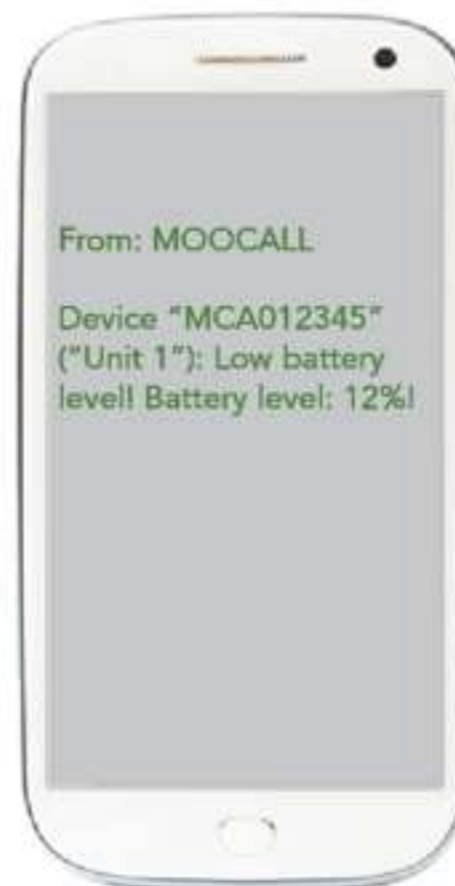 From: MOOCALL
Device “MCA012345”
(“Unit 1”): Low battery
level! Battery level: 12%!